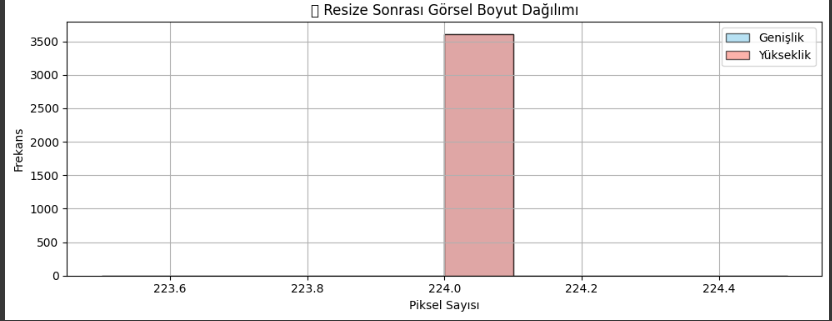 Resize Sonrası Görsel Boyut Dağılımı
Genişlik
Yükseklik
3500
3000
2500
2000
1500
1000
500
0
Frekans
223.6 223.8 224.0 224.2 224.4
Piksel Sayısı